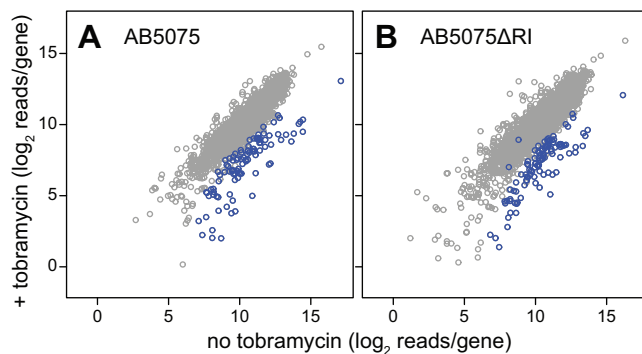 A AB5075
B AB5075ΔRI
+ tobramycin (log2 reads/gene)
15
10
5
0
0 5 10 15
0 5 10 15
no tobramycin (log2 reads/gene)